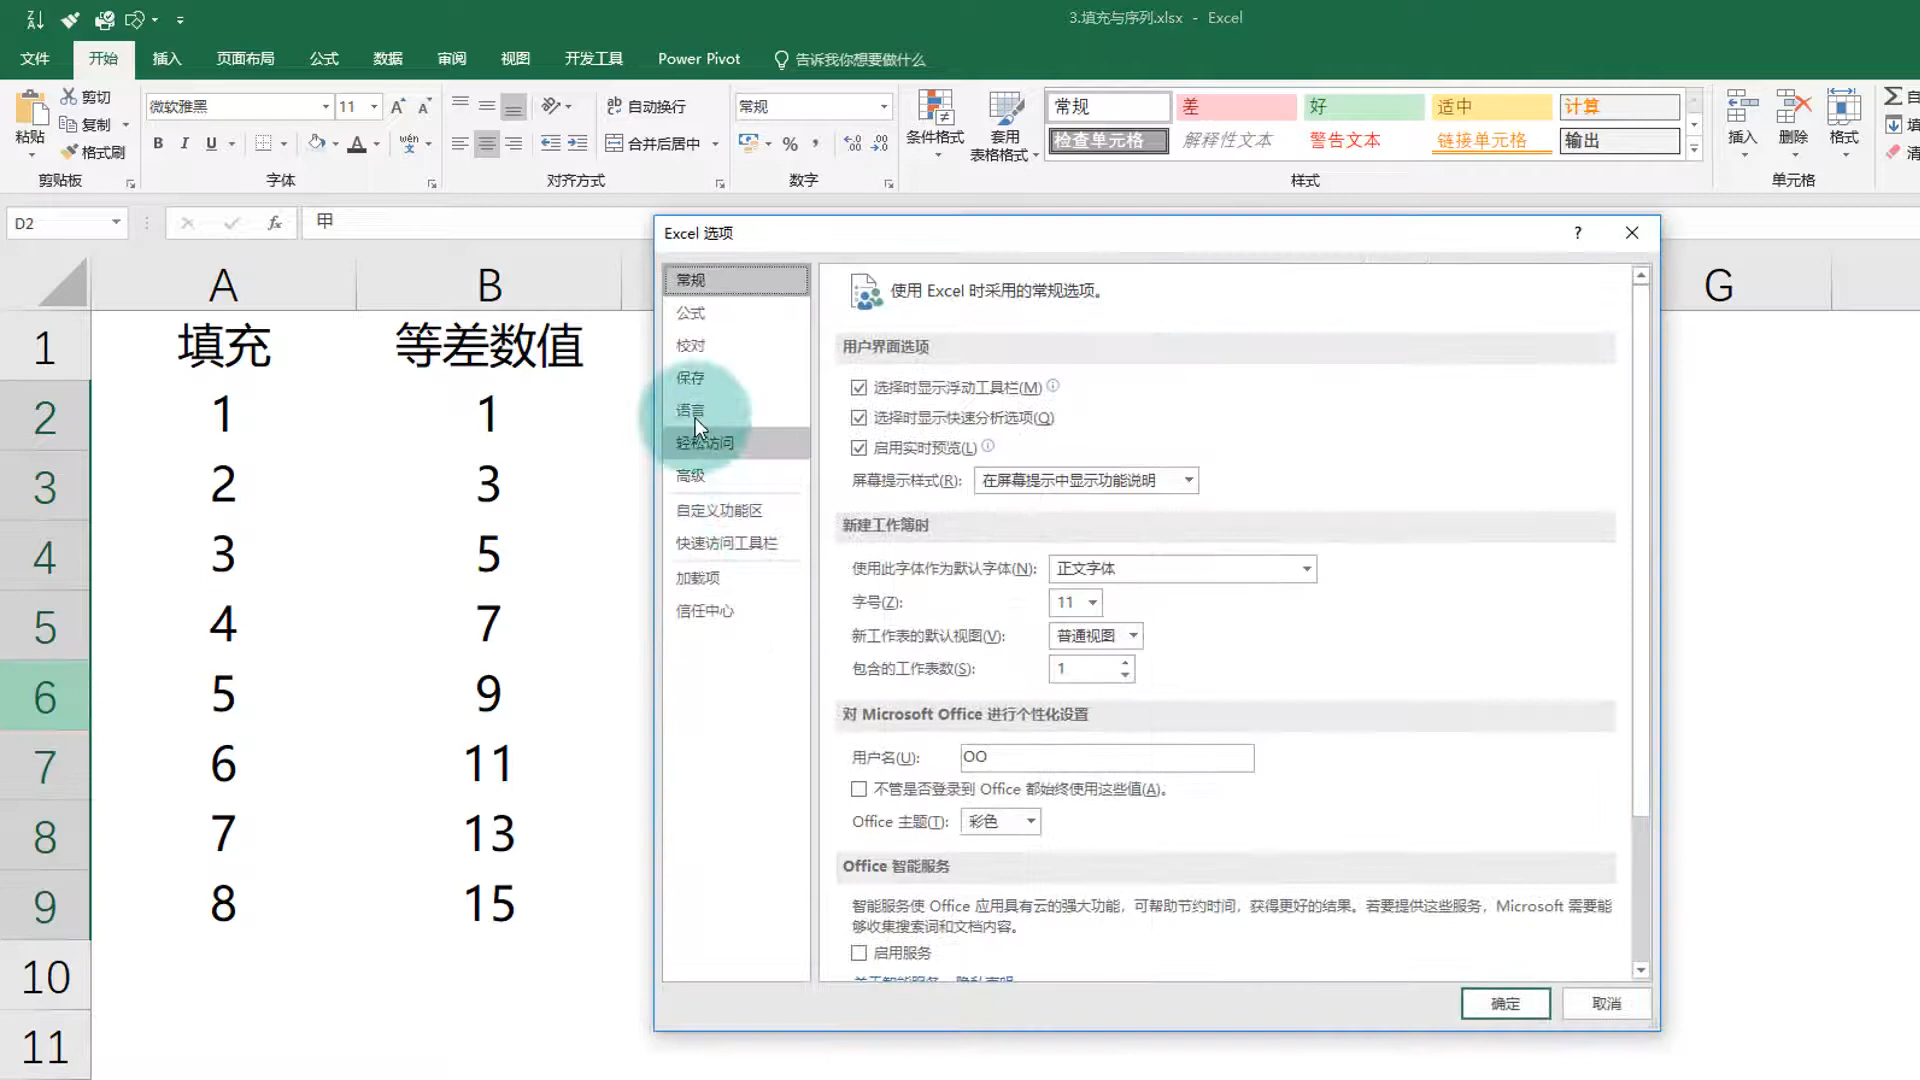 3.填充与序列.xlsx - Excel
文件 开始 插入 页面布局 公式 数据 审阅 视图 开发工具 Power Pivot 告诉我你想要做什么
粘贴 剪切 复制 格式刷 剪贴板
微软雅黑 11 B I U A wén 文 字体
ab 自动换行 合并后居中 对齐方式
常规 % , .00 数字
条件格式 套用 表格格式
常规 差 好 适中 计算
检查单元格 解释性文本 警告文本 链接单元格 输出
样式
插入 删除 格式 单元格
D2 fx 甲
A B G
1 填充 等差数值
2 1 1
3 2 3
4 3 5
5 4 7
6 5 9
7 6 11
8 7 13
9 8 15
10
11
Excel 选项 ?
常规
公式
校对
保存
语言
轻松访问
高级
自定义功能区
快速访问工具栏
加载项
信任中心
使用 Excel 时采用的常规选项。
用户界面选项
选择时显示浮动工具栏(M)
选择时显示快速分析选项(Q)
启用实时预览(L)
屏幕提示样式(R): 在屏幕提示中显示功能说明
新建工作簿时
使用此字体作为默认字体(N): 正文字体
字号(Z): 11
新工作表的默认视图(V): 普通视图
包含的工作表数(S): 1
对 Microsoft Office 进行个性化设置
用户名(U): OO
不管是否登录到 Office 都始终使用这些值(A)。
Office 主题(T): 彩色
Office 智能服务
智能服务使 Office 应用具有云的强大功能，可帮助节约时间，获得更好的结果。若要提供这些服务，Microsoft 需要能
够收集搜索词和文档内容。
启用服务
确定 取消